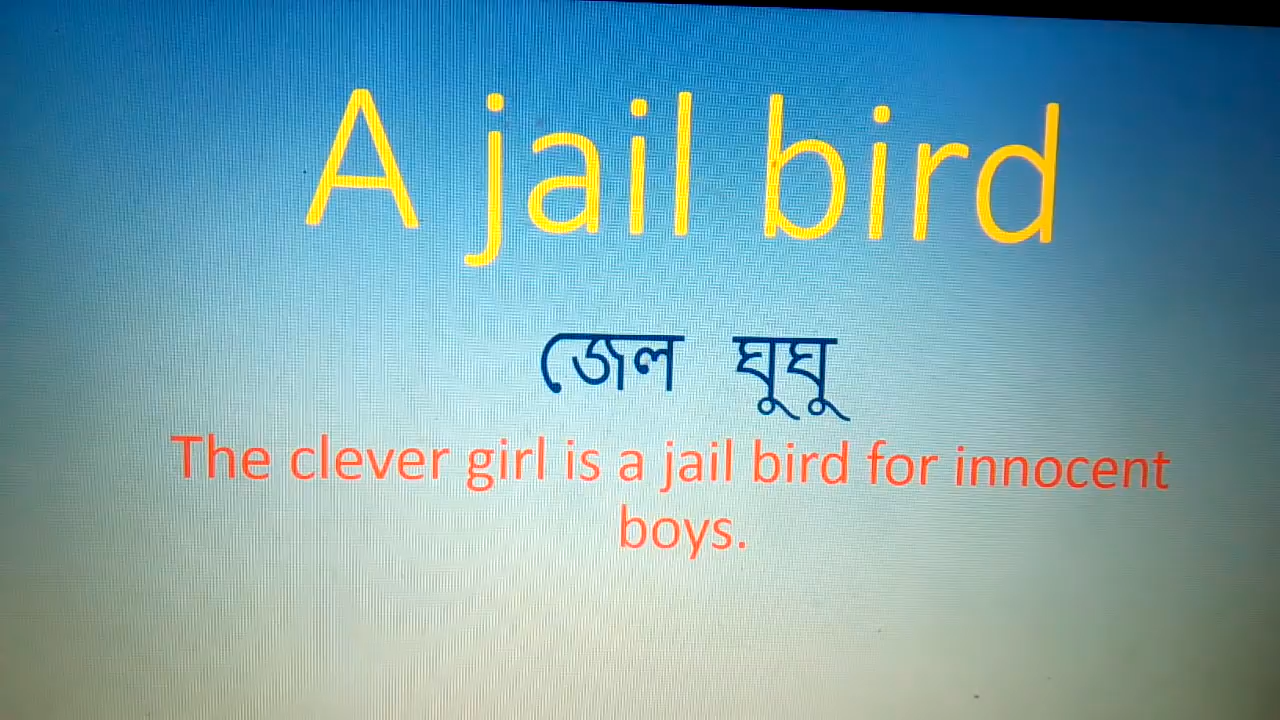 A jail bird
জেল ঘুঘু
The clever girl is a jail bird for innocent
boys.